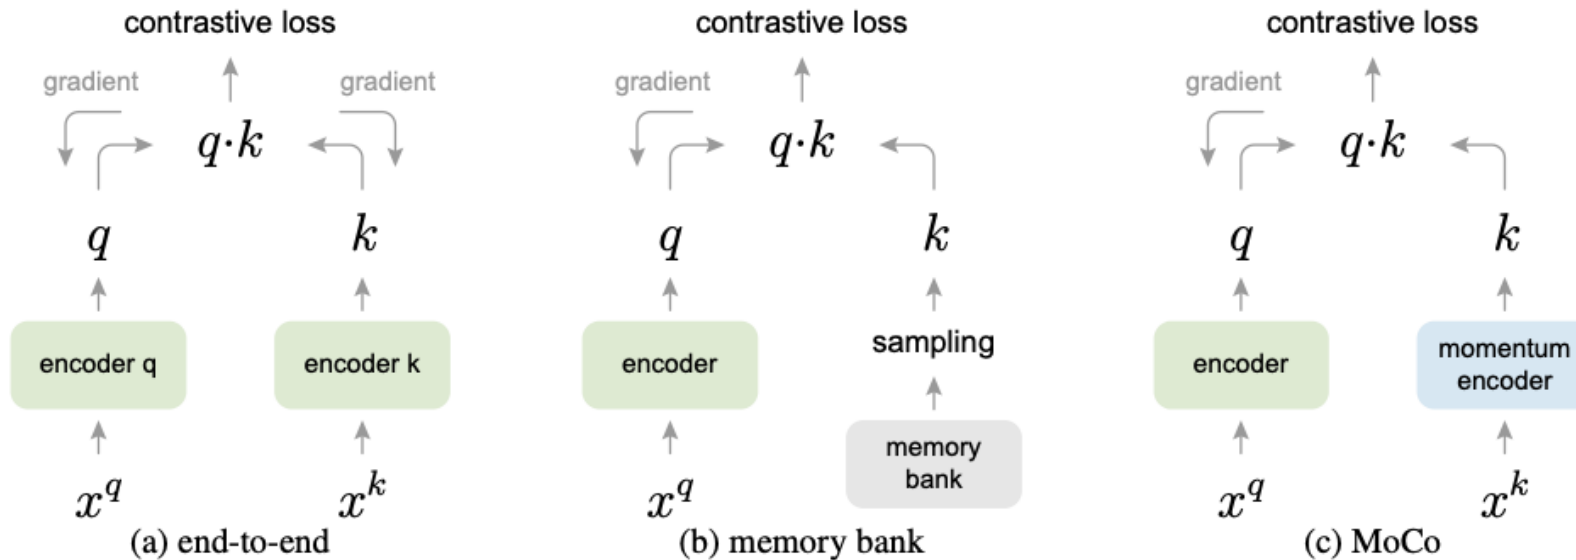 contrastive loss
gradient
gradient
q·k
q
k
encoder q
encoder k
x^q
x^k
(a) end-to-end
contrastive loss
gradient
q·k
q
k
encoder
sampling
memory
bank
x^q
(b) memory bank
contrastive loss
gradient
q·k
q
k
encoder
momentum
encoder
x^q
x^k
(c) MoCo